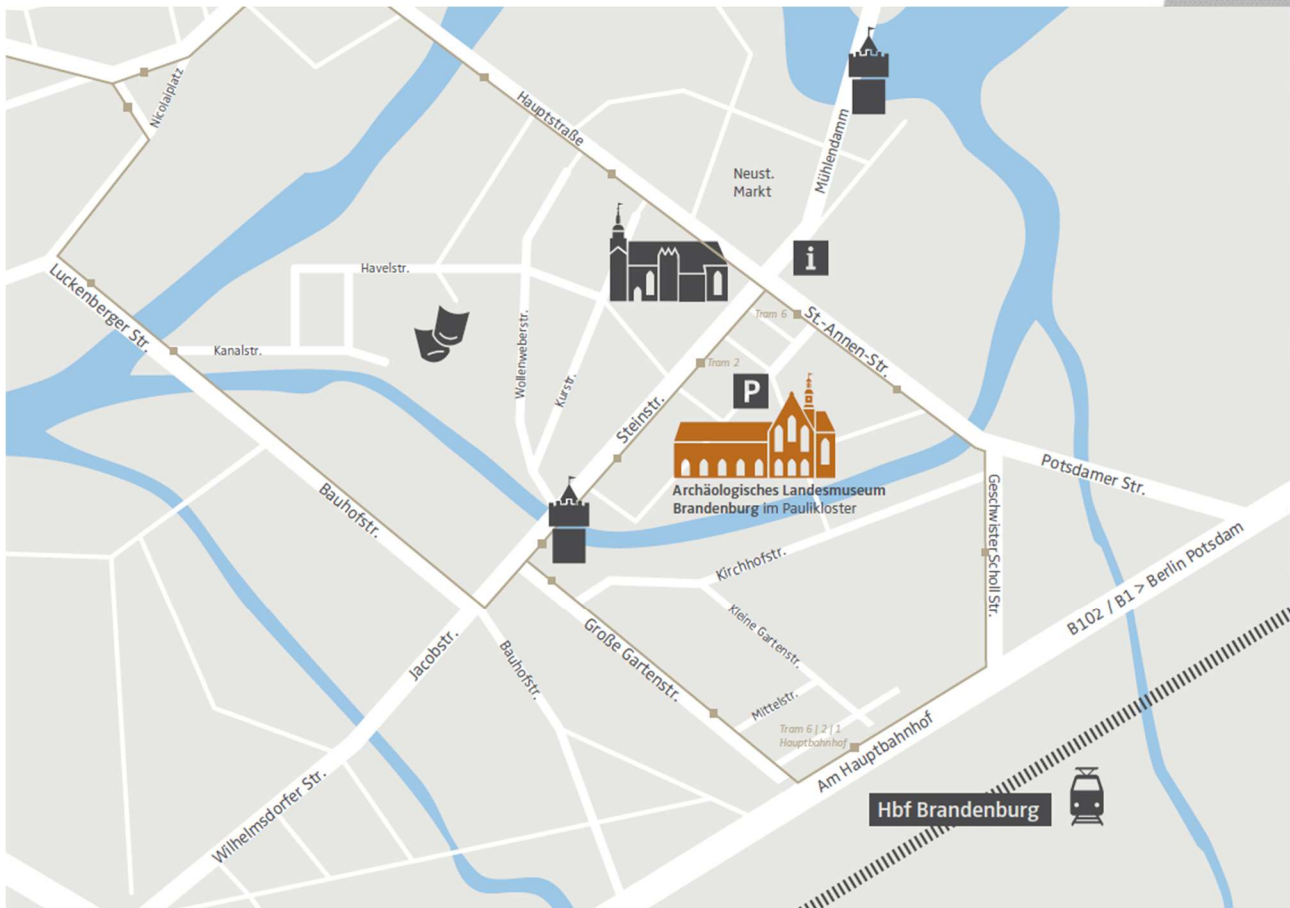 Nicolaiplatz
Hauptstraße
Mühlendamm
Neust.
Markt
i
Havelstr.
Luckenberger Str.
Kanalstr.
Wollenweberstr.
Kurstr.
Steinstr.
Tram 6
St.-Annen-Str.
Tram 2
P
Archäologisches Landesmuseum
Brandenburg im Paulikloster
Potsdamer Str.
Geschwister Scholl Str.
Bauhofstr.
Kirchhofstr.
B102 / B1 > Berlin Potsdam
Kleine Gartenstr.
Große Gartenstr.
Jacobstr.
Bauhofstr.
Mittelstr.
Tram 6 | 2 | 1
Hauptbahnhof
Am Hauptbahnhof
Wilhelmsdorfer Str.
Hbf Brandenburg